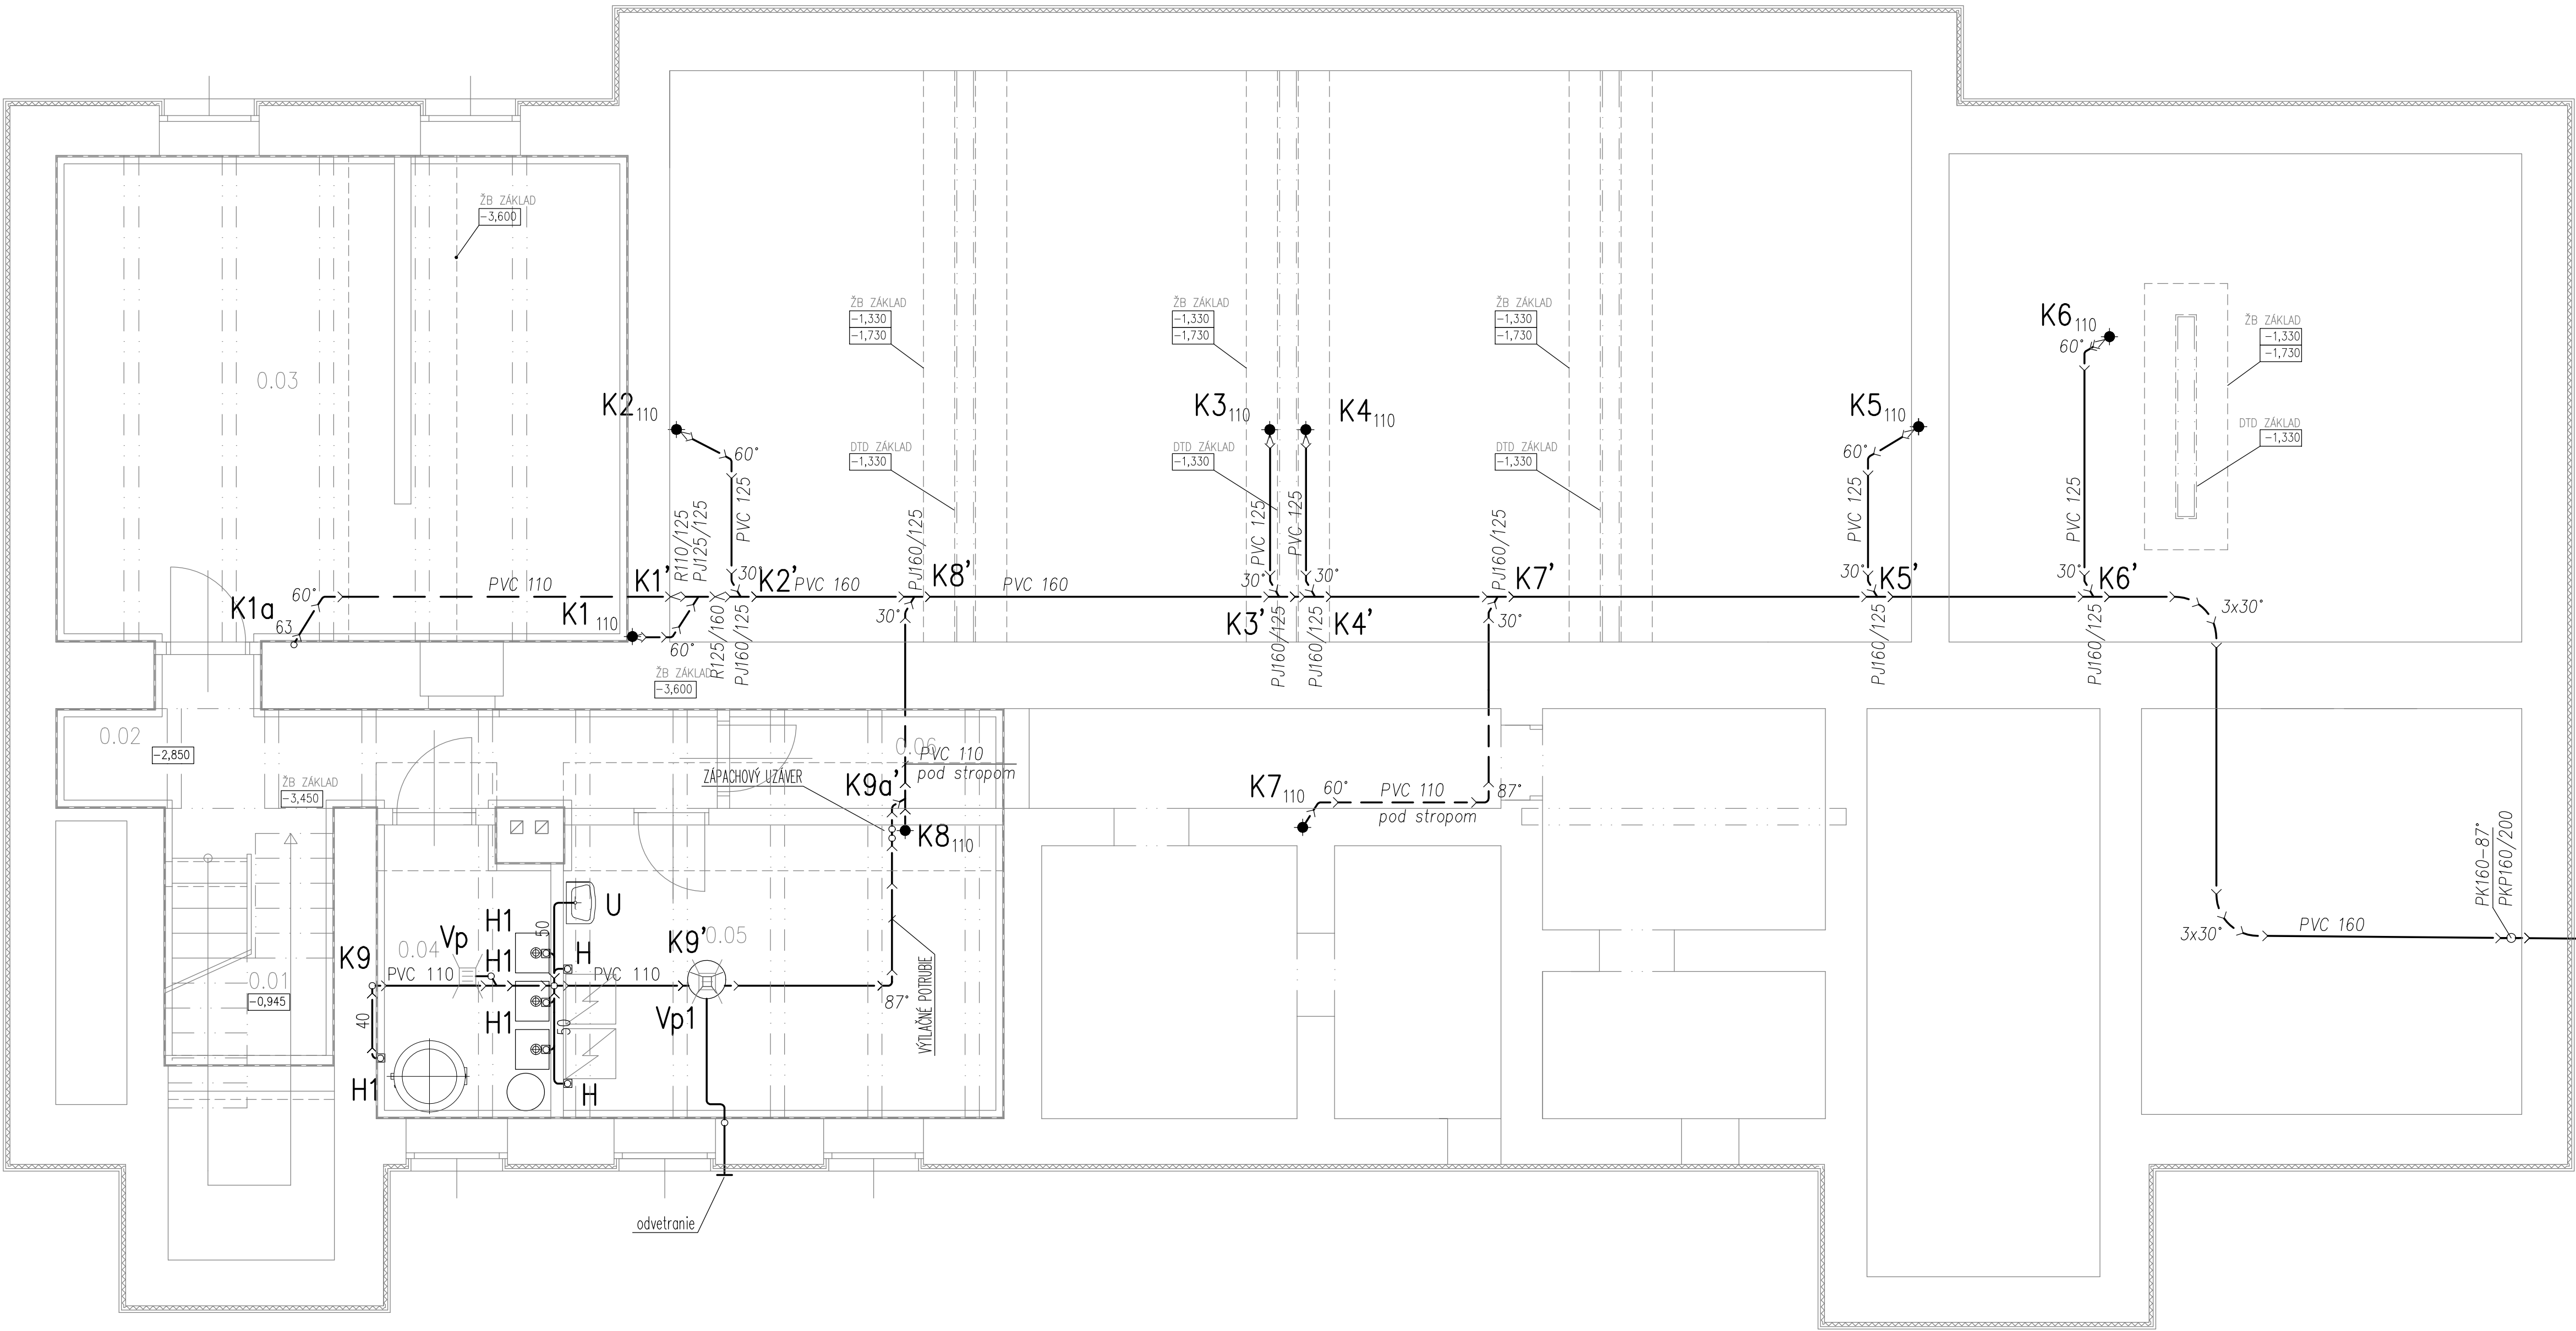 ŽB ZÁKLAD
-3,600
0.03
ŽB ZÁKLAD
-1,330
-1,730
ŽB ZÁKLAD
-1,330
-1,730
ŽB ZÁKLAD
-1,330
-1,730
K6 110
60°
ŽB ZÁKLAD
-1,330
-1,730
K2 110
60°
K3 110
K4 110
K5 110
60°
DTD ZÁKLAD
-1,330
DTD ZÁKLAD
-1,330
DTD ZÁKLAD
-1,330
DTD ZÁKLAD
-1,330
PVC 125
R110/125
PJ125/125
PJ160/125
PVC 125
PVC 125
PJ160/125
PVC 125
PVC 125
K1a
63
60°
PVC 110
K1'
K1 110
60°
30°
K2'
PVC 160
K8'
30°
PVC 160
30°
30°
K3'
K4'
K7'
30°
30°
K5'
30°
K6'
3x30°
R125/160
PJ160/125
PJ160/125
PJ160/125
PJ160/125
PJ160/125
ŽB ZÁKLAD
-3,600
0.02
-2,850
ŽB ZÁKLAD
-3,450
0.06
PVC 110
pod stropom
ZÁPACHOVÝ UZÁVER
K9a'
K8 110
K7 110
60°
PVC 110
pod stropom
87°
PK160-87°
PKP160/200
3x30°
PVC 160
0.01
-0,945
K9
0.04
PVC 110
40
H1
Vp
H1
H1
H1
50
50
U
H
H
PVC 110
K9'
0.05
Vp1
87°
VÝTLAČNÉ POTRUBIE
odvetranie